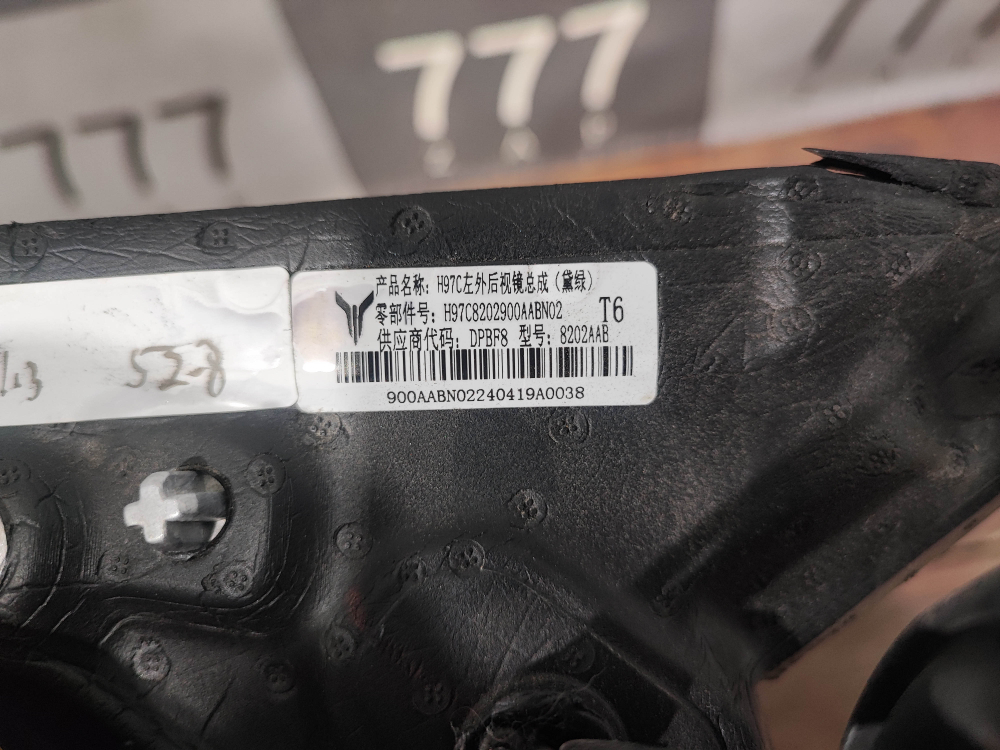 777
777
产品名称: H97C左外后视镜总成 (黛绿)
零部件号: H97C8202900AABN02 T6
供应商代码: DPBF8 型号: 8202AAB
900AABN02240419A0038
52-8